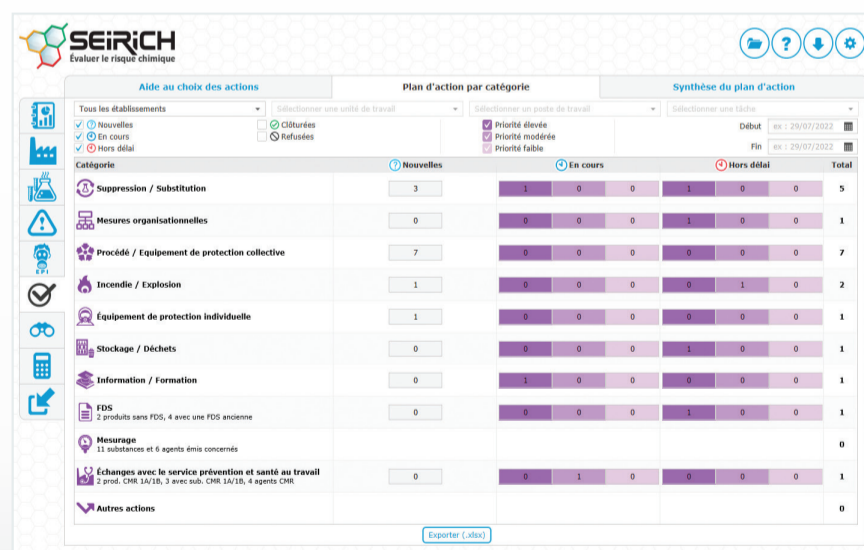 SEIRICH
Évaluer le risque chimique
?
Aide au choix des actions
Plan d'action par catégorie
Synthèse du plan d'action
Tous les établissements
Sélectionner une unité de travail
Sélectionner un poste de travail
Sélectionner une tâche
Nouvelles
En cours
Hors délai
Clôturées
Refusées
Priorité élevée
Priorité modérée
Priorité faible
Début ex : 29/07/2022
Fin ex : 29/07/2022
Catégorie Nouvelles En cours Hors délai Total
Suppression / Substitution 3 1 0 0 1 0 0 5
Mesures organisationnelles 0 0 0 0 1 0 0 1
Procédé / Equipement de protection collective 7 0 0 0 0 0 0 7
Incendie / Explosion 1 0 0 0 0 1 0 2
Équipement de protection individuelle 1 0 0 0 0 0 0 1
Stockage / Déchets 0 0 0 0 1 0 0 1
Information / Formation 0 1 0 0 0 0 0 1
FDS 0 0 0 0 1 0 0 1
2 produits sans FDS, 4 avec une FDS ancienne
Mesurage 0
11 substances et 6 agents émis concernés
Échanges avec le service prévention et santé au travail 0 0 1 0 0 0 0 1
2 prod. CMR 1A/1B, 3 avec sub. CMR 1A/1B, 4 agents CMR
Autres actions 0
EPI
Exporter (.xlsx)